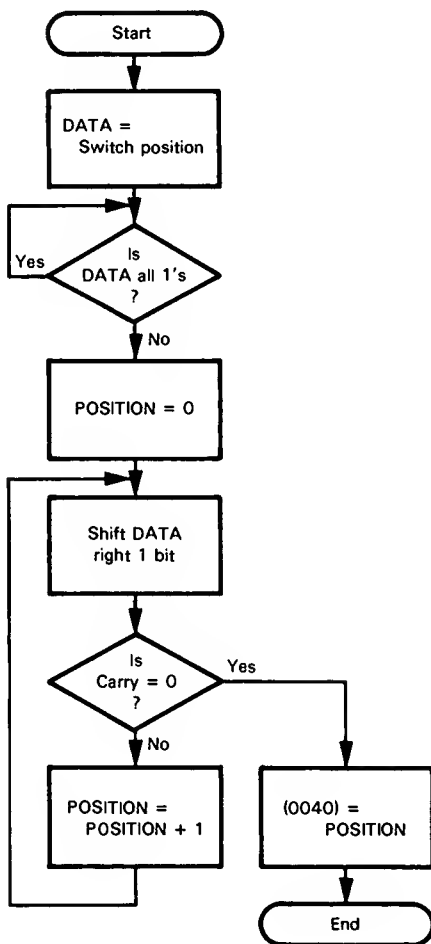 Start
DATA =
Switch position
Is
DATA all 1's
?
Yes
No
POSITION = 0
Shift DATA
right 1 bit
Is
Carry = 0
?
Yes
No
POSITION =
POSITION + 1
(0040) =
POSITION
End